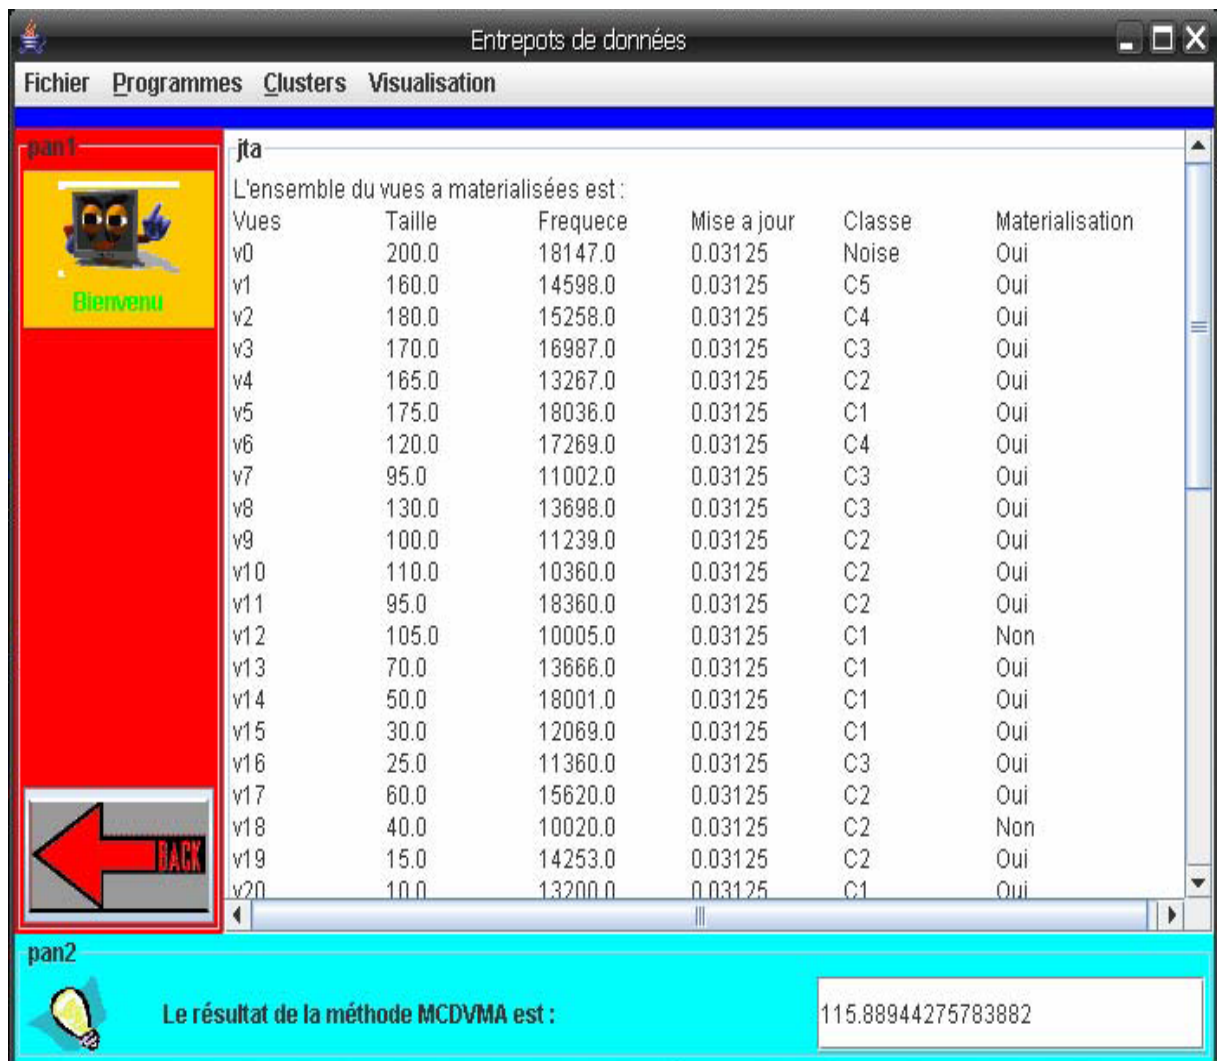 Entrepots de données
Fichier Programmes Clusters Visualisation
pan1
Bienvenu
BACK
jta
L'ensemble du vues a materialisées est :
Vues Taille Frequece Mise a jour Classe Materialisation
v0 200.0 18147.0 0.03125 Noise Oui
v1 160.0 14598.0 0.03125 C5 Oui
v2 180.0 15258.0 0.03125 C4 Oui
v3 170.0 16987.0 0.03125 C3 Oui
v4 165.0 13267.0 0.03125 C2 Oui
v5 175.0 18036.0 0.03125 C1 Oui
v6 120.0 17269.0 0.03125 C4 Oui
v7 95.0 11002.0 0.03125 C3 Oui
v8 130.0 13698.0 0.03125 C3 Oui
v9 100.0 11239.0 0.03125 C2 Oui
v10 110.0 10360.0 0.03125 C2 Oui
v11 95.0 18360.0 0.03125 C2 Oui
v12 105.0 10005.0 0.03125 C1 Non
v13 70.0 13666.0 0.03125 C1 Oui
v14 50.0 18001.0 0.03125 C1 Oui
v15 30.0 12069.0 0.03125 C1 Oui
v16 25.0 11360.0 0.03125 C3 Oui
v17 60.0 15620.0 0.03125 C2 Oui
v18 40.0 10020.0 0.03125 C2 Non
v19 15.0 14253.0 0.03125 C2 Oui
v20 10.0 13200.0 0.03125 C1 Oui
pan2
Le résultat de la méthode MCDVMA est :
115.88944275783882